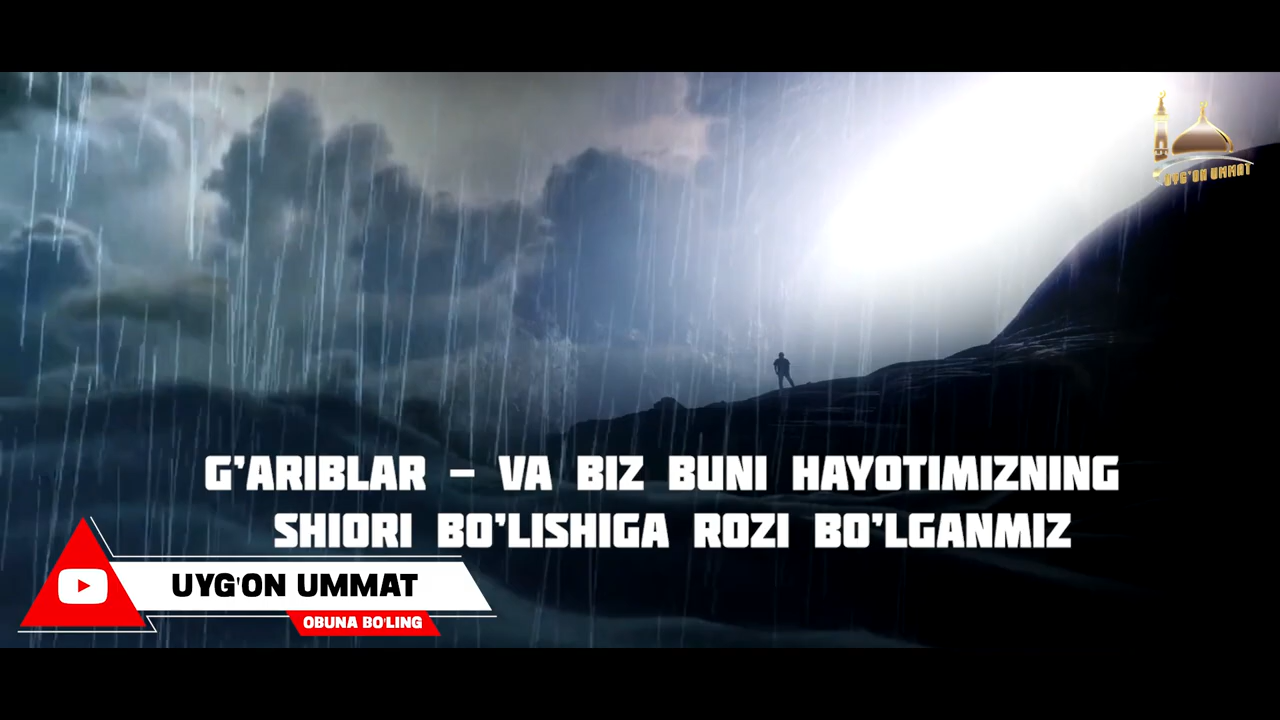 UYG'ON UMMAT
G'ARIBLAR – VA BIZ BUNI HAYOTIMIZNING
SHIORI BO'LISHIGA ROZI BO'LGANMIZ
UYG'ON UMMAT
OBUNA BO'LING